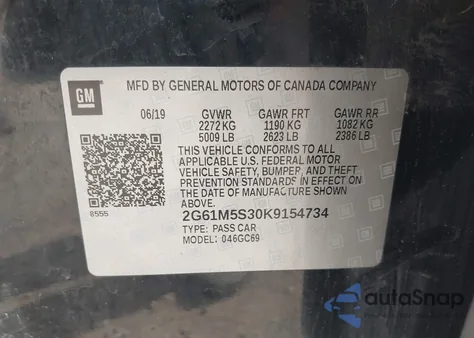 GM
MFD BY GENERAL MOTORS OF CANADA COMPANY
06/19 GVWR GAWR FRT GAWR RR
2272 KG 1190 KG 1082 KG
5009 LB 2623 LB 2386 LB
THIS VEHICLE CONFORMS TO ALL
APPLICABLE U.S. FEDERAL MOTOR
VEHICLE SAFETY, BUMPER, AND THEFT
PREVENTION STANDARDS IN EFFECT ON
THE DATE OF MANUFACTURE SHOWN
ABOVE.
8555 2G61M5S30K9154734
TYPE: PASS CAR
MODEL: 046GC69
autoSnap